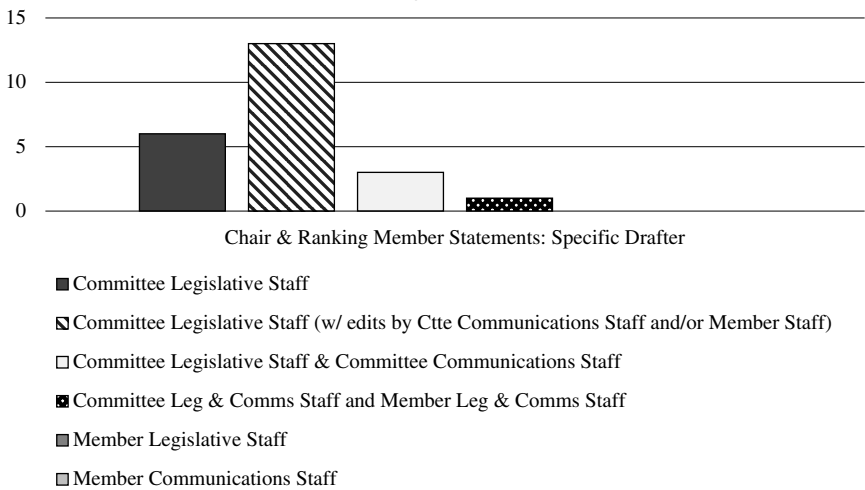 15
10
5
0
Chair & Ranking Member Statements: Specific Drafter
Committee Legislative Staff
Committee Legislative Staff (w/ edits by Ctte Communications Staff and/or Member Staff)
Committee Legislative Staff & Committee Communications Staff
Committee Leg & Comms Staff and Member Leg & Comms Staff
Member Legislative Staff
Member Communications Staff